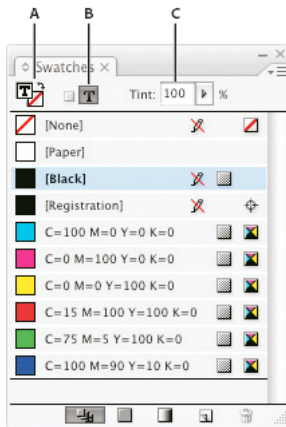 A B C
Swatches
T T Tint: 100 %
[None]
[Paper]
[Black]
[Registration]
C=100 M=0 Y=0 K=0
C=0 M=100 Y=0 K=0
C=0 M=0 Y=100 K=0
C=15 M=100 Y=100 K=0
C=75 M=5 Y=100 K=0
C=100 M=90 Y=10 K=0